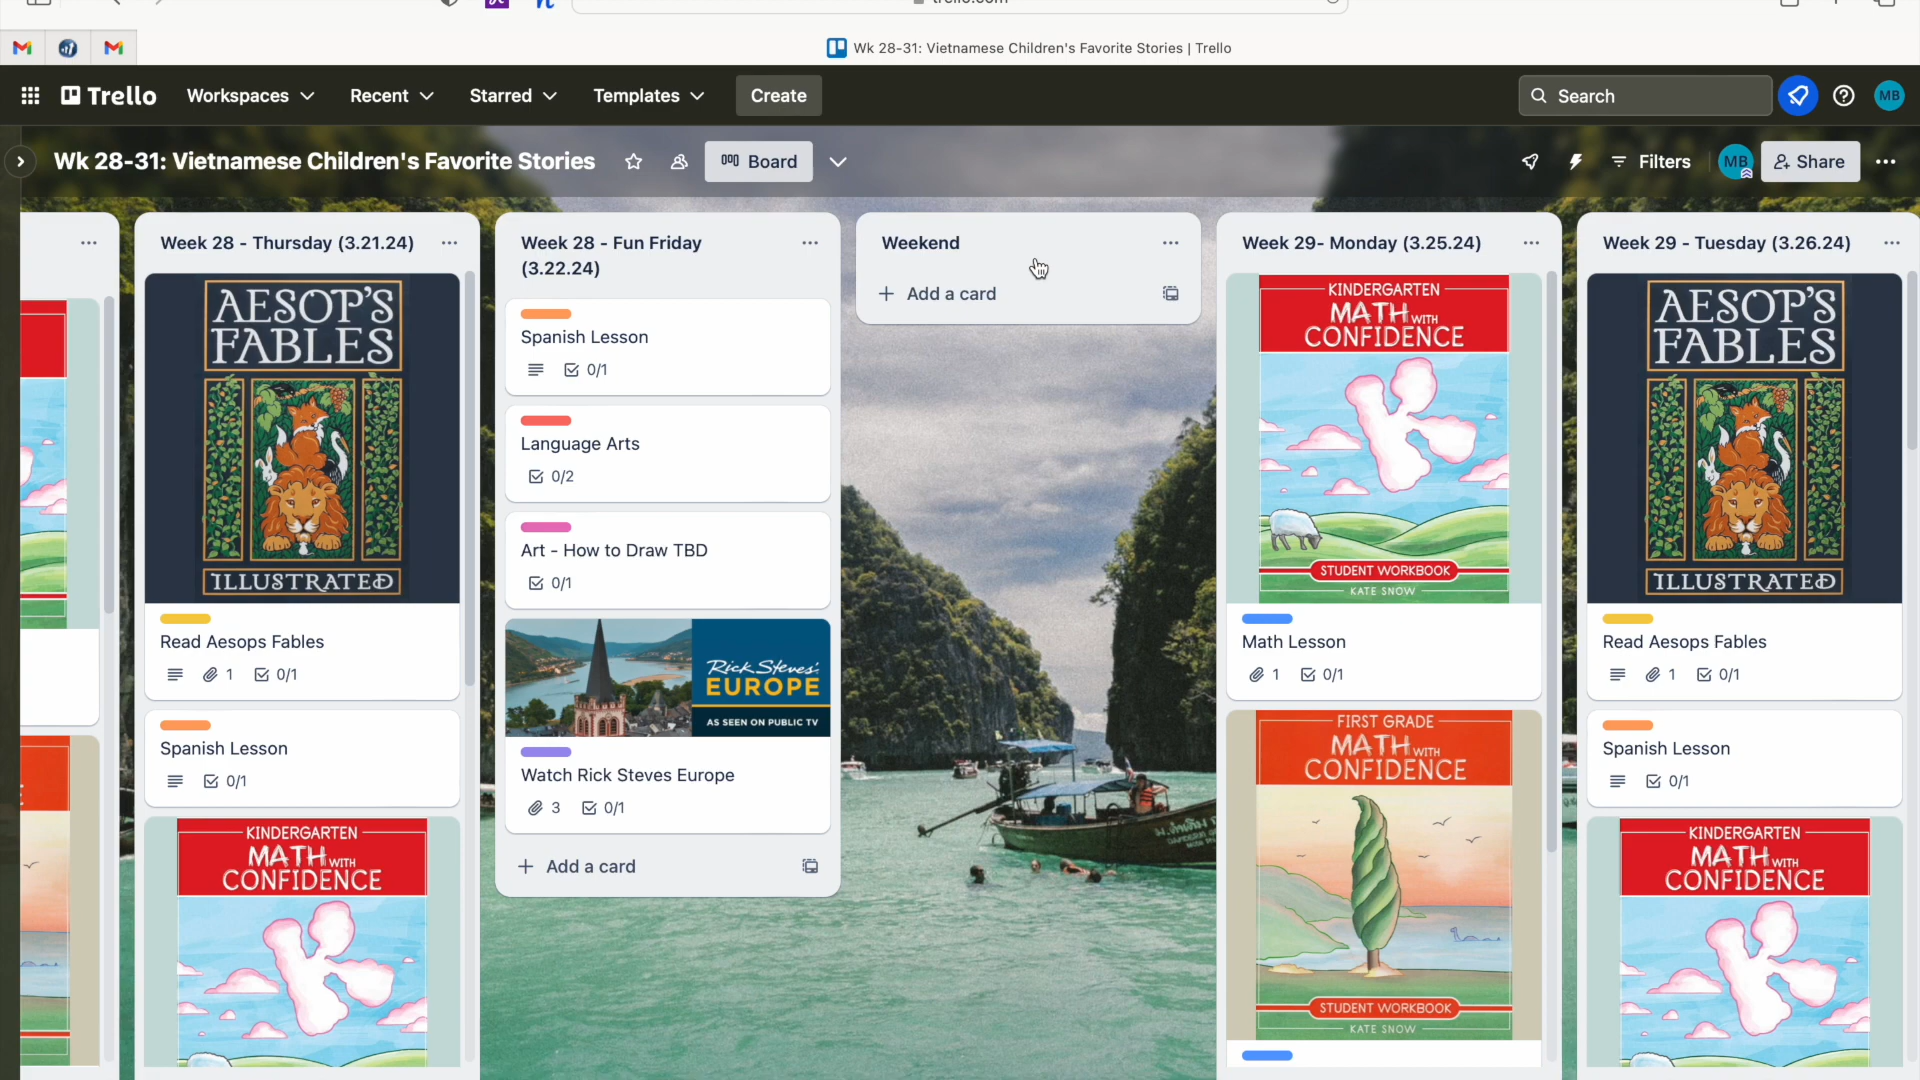 Wk 28-31: Vietnamese Children's Favorite Stories | Trello
Trello
Workspaces
Recent
Starred
Templates
Create
Search
MB
Wk 28-31: Vietnamese Children's Favorite Stories
Board
Filters
MB
Share
Week 28 - Thursday (3.21.24)
AESOP'S
FABLES
ILLUSTRATED
Read Aesops Fables
1
0/1
Spanish Lesson
0/1
KINDERGARTEN
MATH WITH
CONFIDENCE
Week 28 - Fun Friday
(3.22.24)
Spanish Lesson
0/1
Language Arts
0/2
Art - How to Draw TBD
0/1
Rick Steves'
EUROPE
AS SEEN ON PUBLIC TV
Watch Rick Steves Europe
3
0/1
Add a card
Weekend
Add a card
Week 29- Monday (3.25.24)
KINDERGARTEN
MATH WITH
CONFIDENCE
STUDENT WORKBOOK
KATE SNOW
Math Lesson
1
0/1
FIRST GRADE
MATH WITH
CONFIDENCE
STUDENT WORKBOOK
KATE SNOW
Week 29 - Tuesday (3.26.24)
AESOP'S
FABLES
ILLUSTRATED
Read Aesops Fables
1
0/1
Spanish Lesson
0/1
KINDERGARTEN
MATH WITH
CONFIDENCE